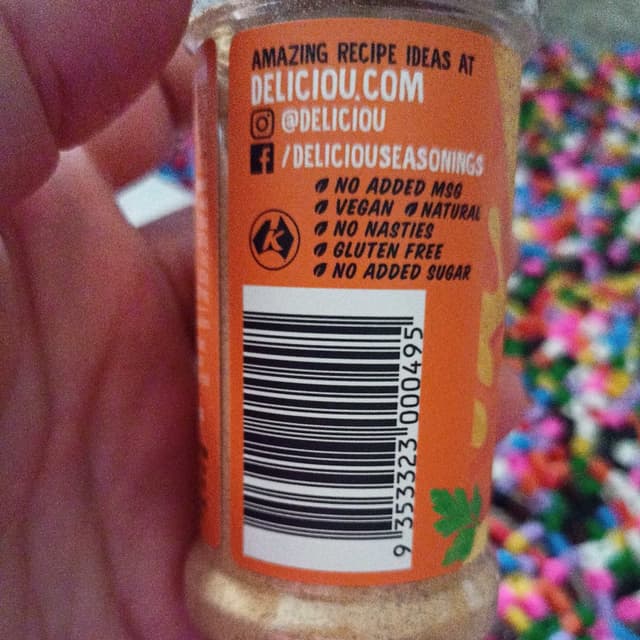 AMAZING RECIPE IDEAS AT
DELICIOU.COM
@DELICIOU
/DELICIOUSEASONINGS
NO ADDED MSG
VEGAN NATURAL
NO NASTIES
GLUTEN FREE
NO ADDED SUGAR
K
9 353323 000495